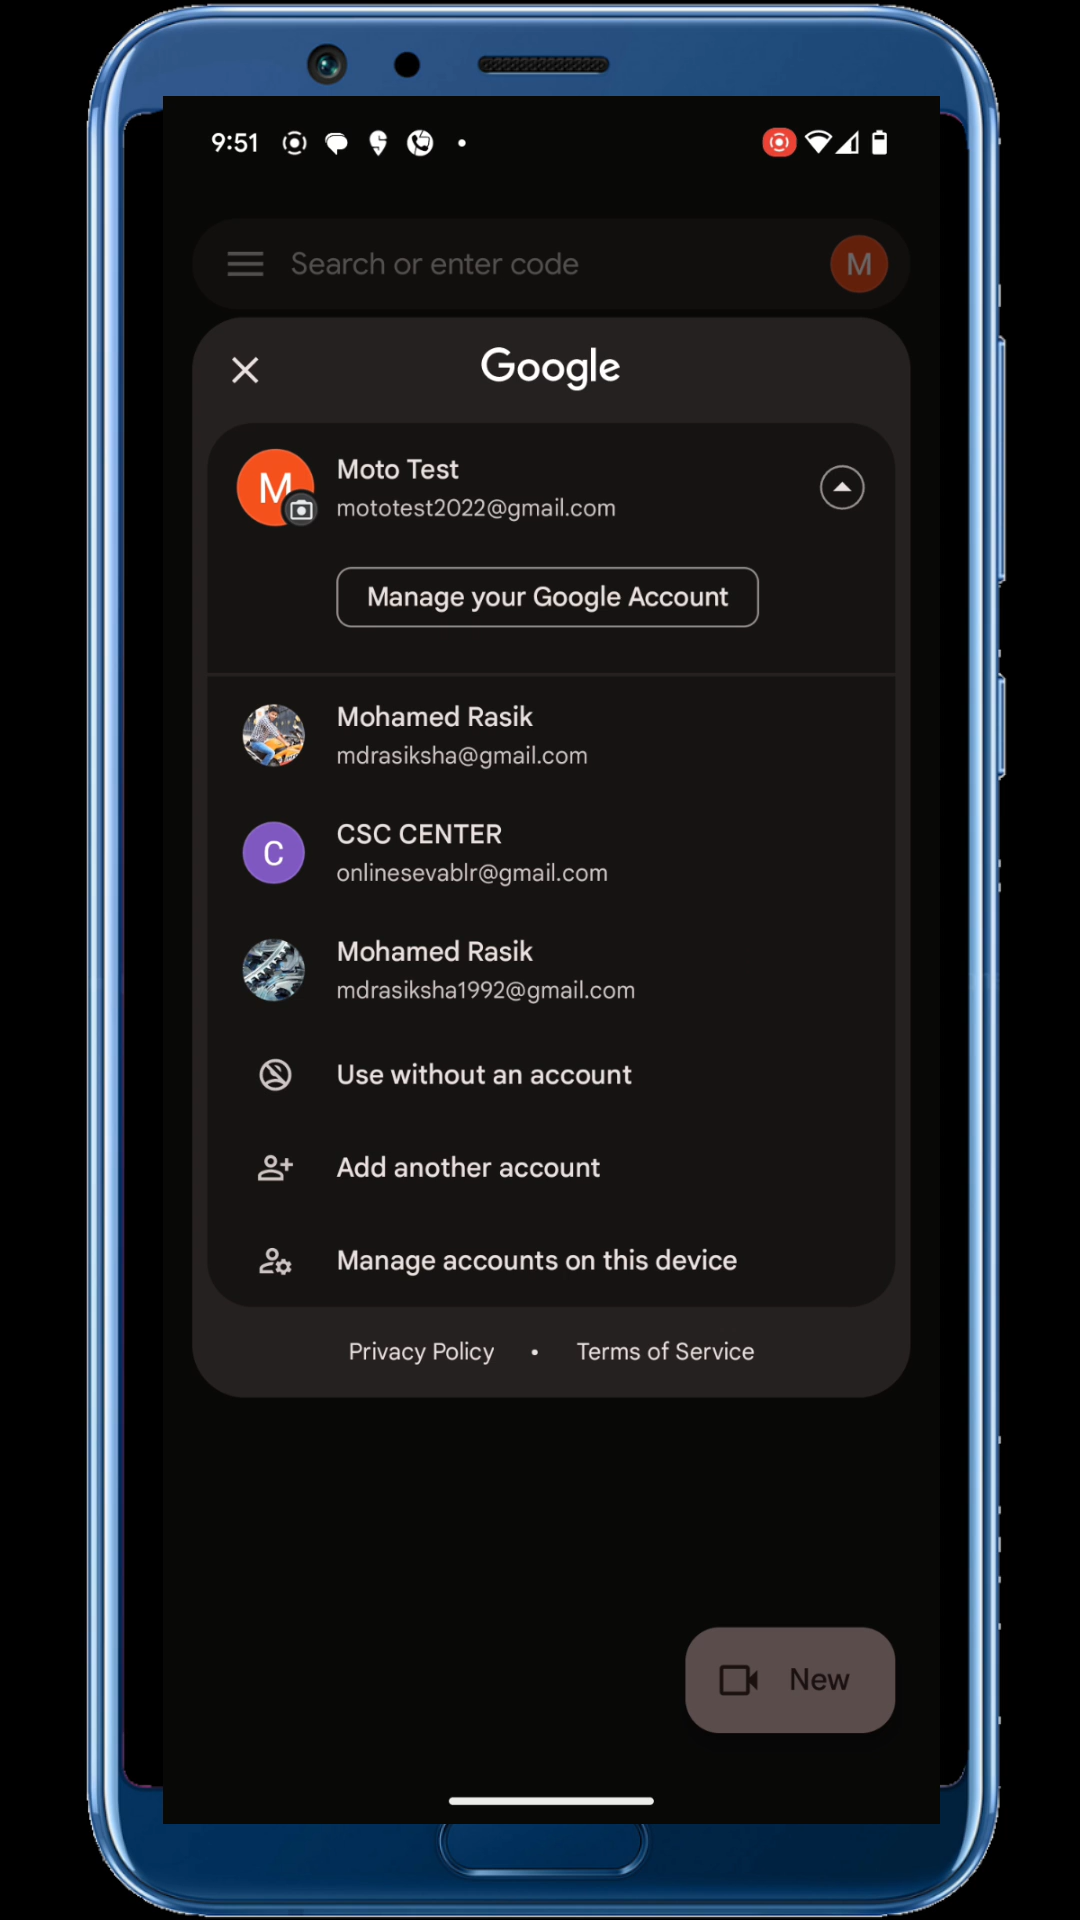 9:51
Search or enter code
M
Google
M
Moto Test
mototest2022@gmail.com
Manage your Google Account
Mohamed Rasik
mdrasiksha@gmail.com
C
CSC CENTER
onlinesevablr@gmail.com
Mohamed Rasik
mdrasiksha1992@gmail.com
Use without an account
Add another account
Manage accounts on this device
Privacy Policy • Terms of Service
New